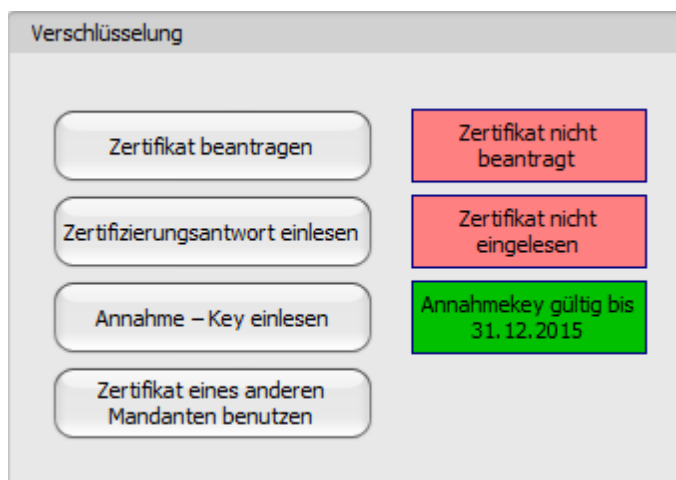 Verschlüsselung
Zertifikat beantragen
Zertifikat nicht
beantragt
Zertifizierungsantwort einlesen
Zertifikat nicht
eingelesen
Annahme – Key einlesen
Annahmekey gültig bis
31.12.2015
Zertifikat eines anderen
Mandanten benutzen